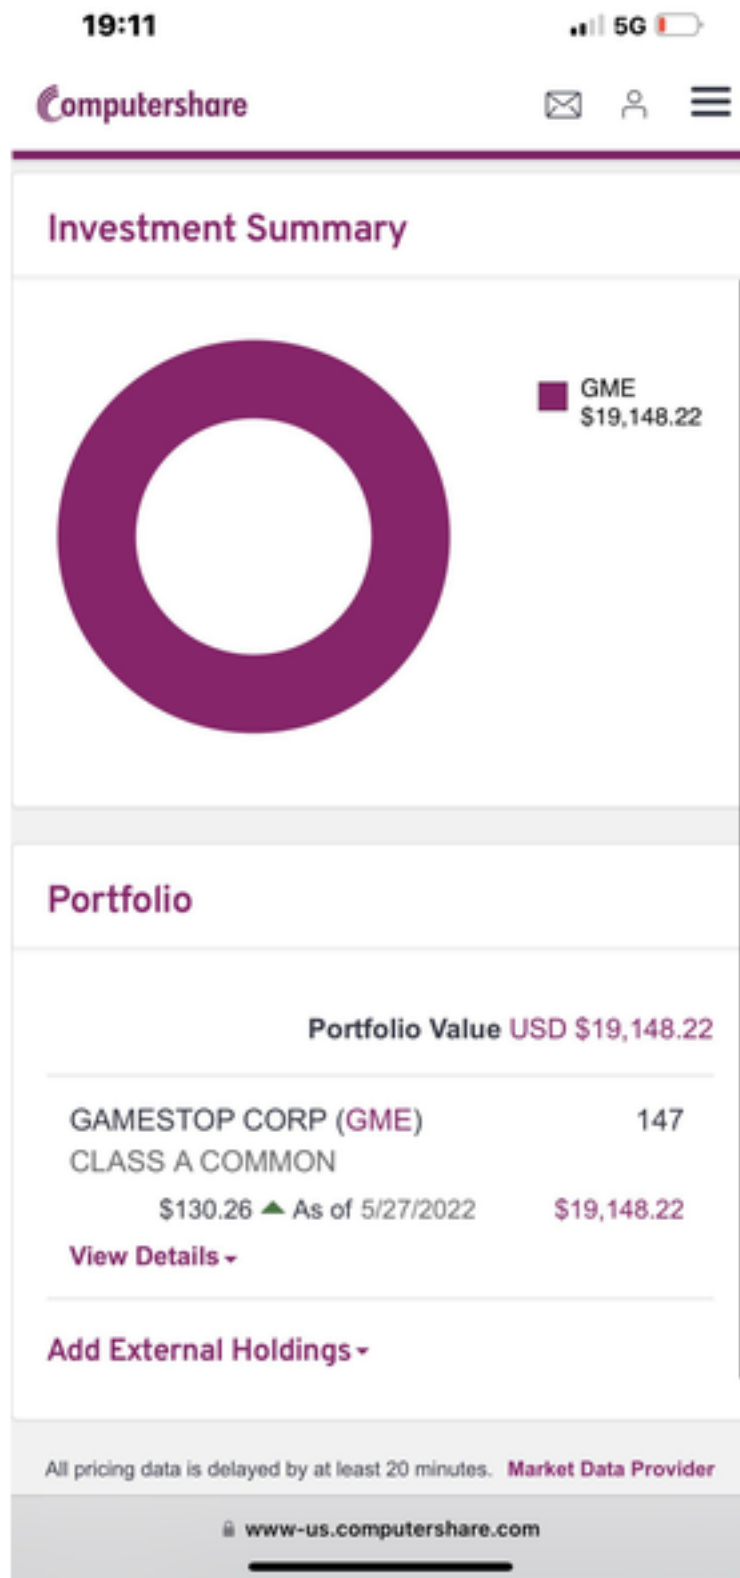 19:11 5G
Computershare
Investment Summary
GME
$19,148.22
Portfolio
Portfolio Value USD $19,148.22
GAMESTOP CORP (GME) 147
CLASS A COMMON
$130.26 As of 5/27/2022 $19,148.22
View Details
Add External Holdings
All pricing data is delayed by at least 20 minutes. Market Data Provider
www-us.computershare.com